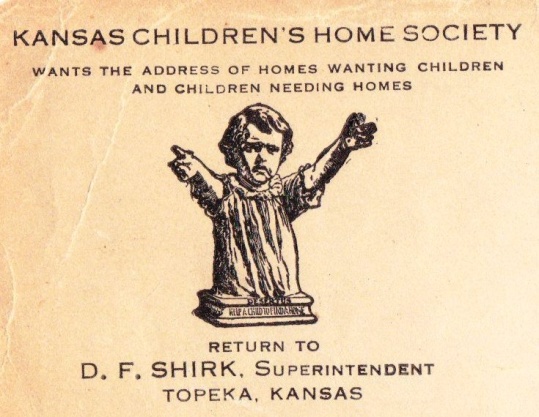 KANSAS CHILDREN'S HOME SOCIETY
WANTS THE ADDRESS OF HOMES WANTING CHILDREN
AND CHILDREN NEEDING HOMES
DESERTUS
HELP A CHILD TO FIND A HOME
RETURN TO
D. F. SHIRK, SUPERINTENDENT
TOPEKA, KANSAS